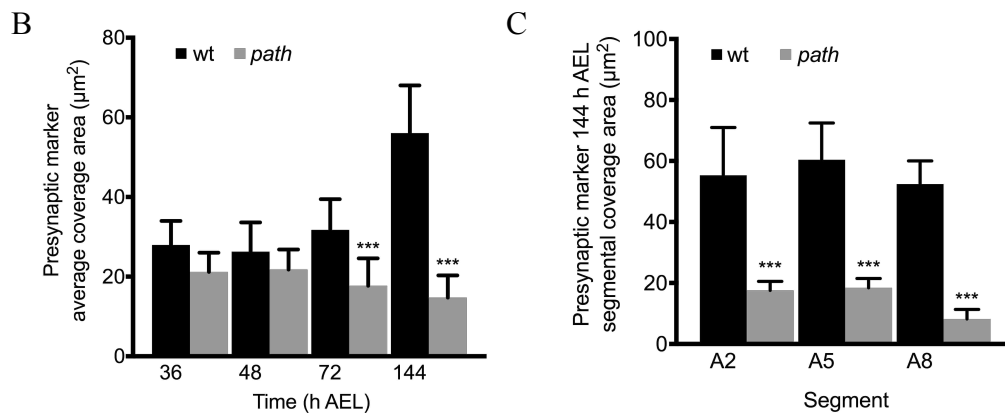 B
Presynaptic marker
average coverage area (μm²)
80
60
40
20
0
wt
path
***
***
36
48
72
144
Time (h AEL)
C
Presynaptic marker 144 h AEL
segmental coverage area (μm²)
100
80
60
40
20
0
wt
path
***
***
***
A2
A5
A8
Segment